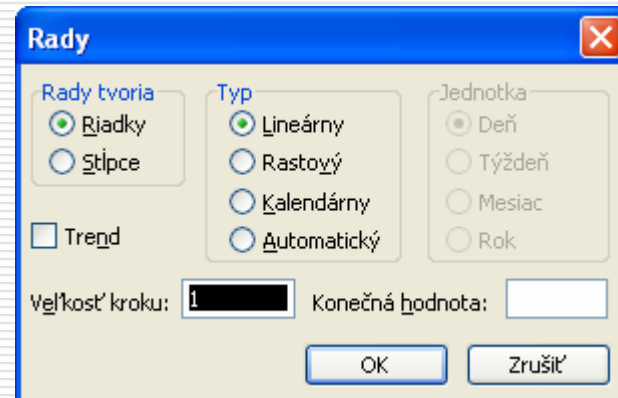 Rady
Rady tvoria
Riadky
Stĺpce
Trend
Typ
Lineárny
Rastový
Kalendárny
Automatický
Jednotka
Deň
Týždeň
Mesiac
Rok
Veľkosť kroku: 1
Konečná hodnota:
OK
Zrušiť